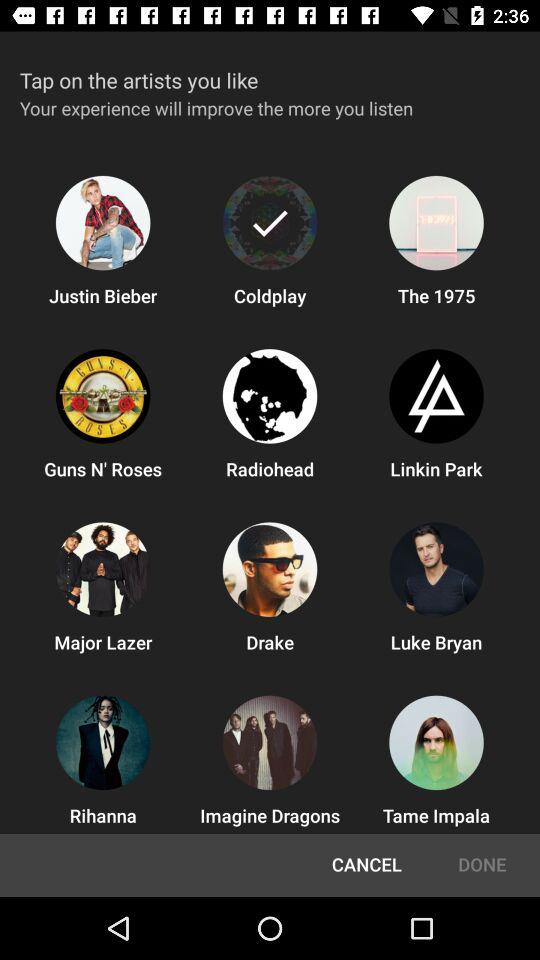 2:36
Tap on the artists you like
Your experience will improve the more you listen
THE 1975
Justin Bieber Coldplay The 1975
GUNS N'
ROSES
Guns N' Roses Radiohead Linkin Park
Major Lazer Drake Luke Bryan
Rihanna Imagine Dragons Tame Impala
CANCEL DONE